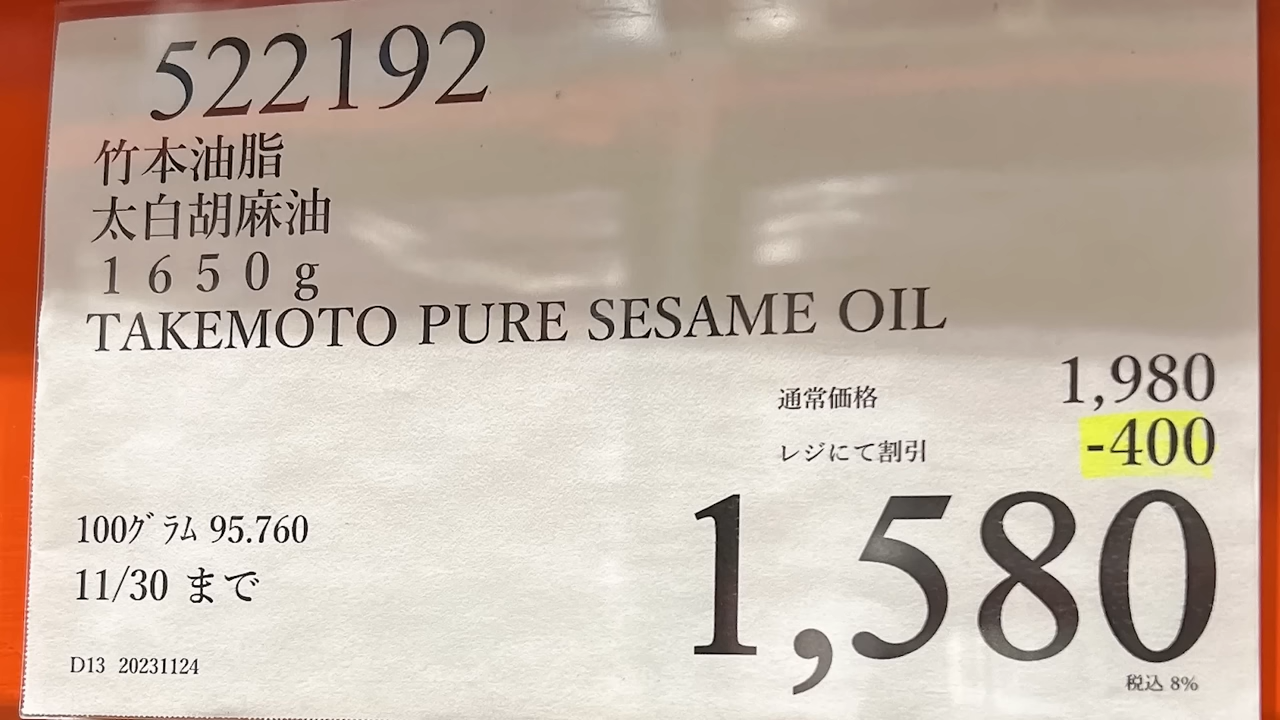 522192
竹本油脂
太白胡麻油
１６５０ｇ
TAKEMOTO PURE SESAME OIL
通常価格 1,980
レジにて割引 -400
1,580
100ｸﾞﾗﾑ 95.760
11/30 まで
D13 20231124
税込 8%